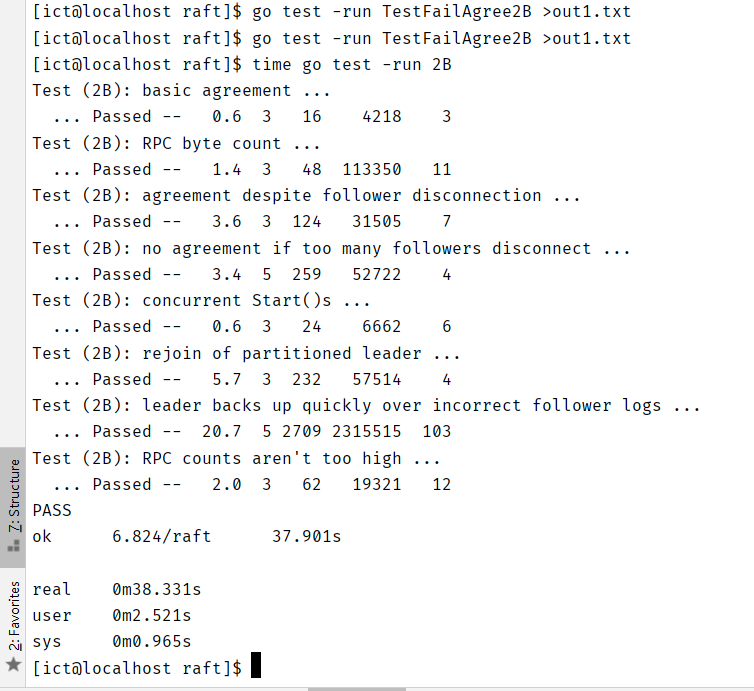 [ict@localhost raft]$ go test -run TestFailAgree2B >out1.txt
[ict@localhost raft]$ go test -run TestFailAgree2B >out1.txt
[ict@localhost raft]$ time go test -run 2B
Test (2B): basic agreement ...
  ... Passed --   0.6  3   16    4218    3
Test (2B): RPC byte count ...
  ... Passed --   1.4  3   48  113350   11
Test (2B): agreement despite follower disconnection ...
  ... Passed --   3.6  3  124   31505    7
Test (2B): no agreement if too many followers disconnect ...
  ... Passed --   3.4  5  259   52722    4
Test (2B): concurrent Start()s ...
  ... Passed --   0.6  3   24    6662    6
Test (2B): rejoin of partitioned leader ...
  ... Passed --   5.7  3  232   57514    4
Test (2B): leader backs up quickly over incorrect follower logs ...
  ... Passed --  20.7  5 2709 2315515  103
Test (2B): RPC counts aren't too high ...
  ... Passed --   2.0  3   62   19321   12
PASS
ok      6.824/raft      37.901s
real    0m38.331s
user    0m2.521s
sys     0m0.965s
[ict@localhost raft]$
7: Structure
2: Favorites